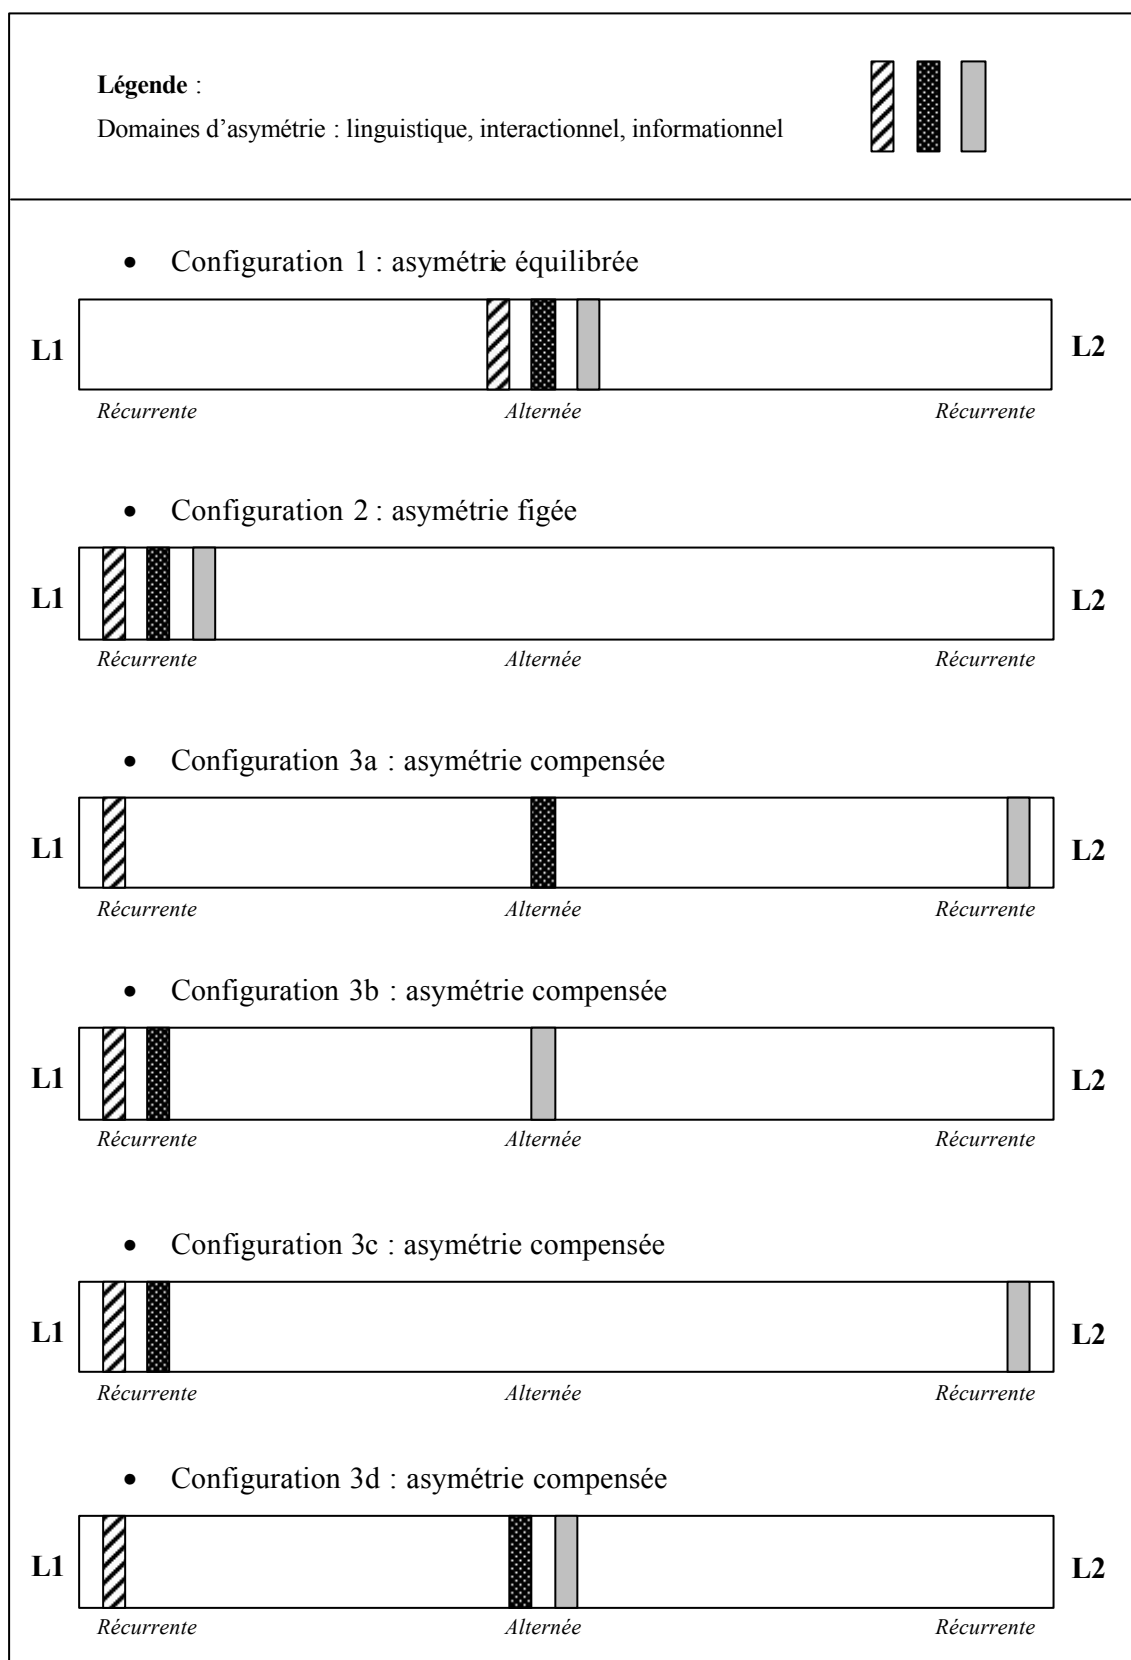 Légende :
Domaines d’asymétrie : linguistique, interactionnel, informationnel
• Configuration 1 : asymétrie équilibrée
L1 L2
Récurrente Alternée Récurrente
• Configuration 2 : asymétrie figée
L1 L2
Récurrente Alternée Récurrente
• Configuration 3a : asymétrie compensée
L1 L2
Récurrente Alternée Récurrente
• Configuration 3b : asymétrie compensée
L1 L2
Récurrente Alternée Récurrente
• Configuration 3c : asymétrie compensée
L1 L2
Récurrente Alternée Récurrente
• Configuration 3d : asymétrie compensée
L1 L2
Récurrente Alternée Récurrente